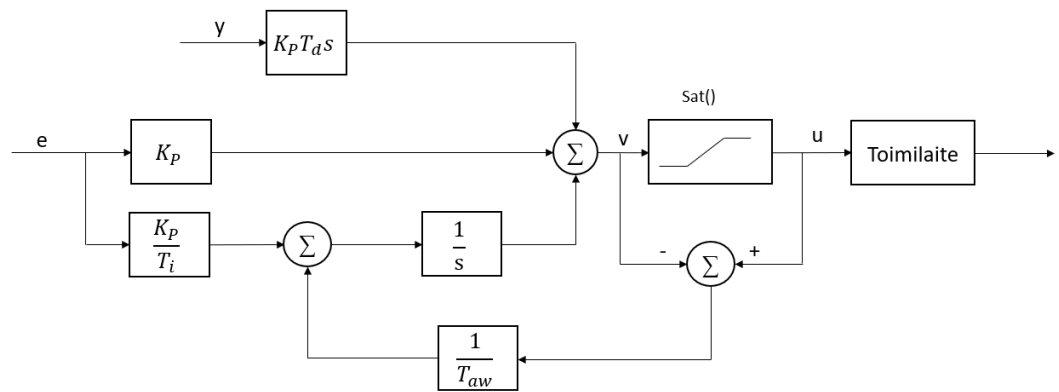 y
K_P T_d s
Sat()
e
K_P
Σ
v
u
Toimilaite
K_P
T_i
Σ
1
s
-
Σ
+
1
T_aw